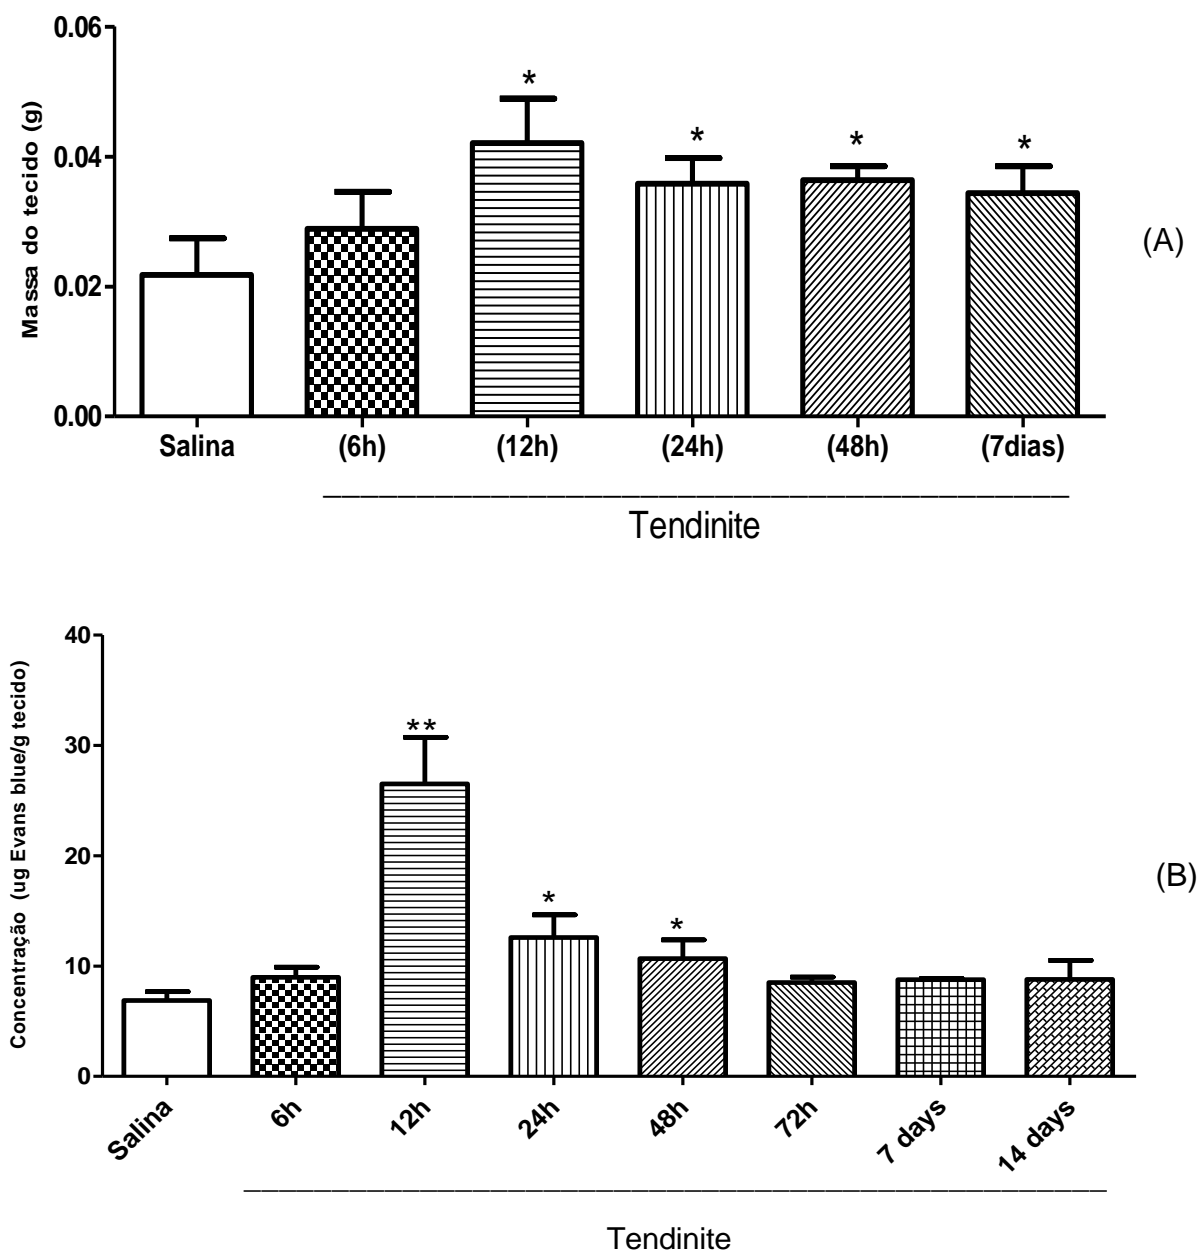 0.06
0.04
0.02
0.00
Massa do tecido (g)
*
*
*
*
(A)
Salina (6h) (12h) (24h) (48h) (7dias)
Tendinite
40
30
20
10
0
Concentração (ug Evans blue/g tecido)
**
*
*
(B)
Salina 6h 12h 24h 48h 72h 7 days 14 days
Tendinite